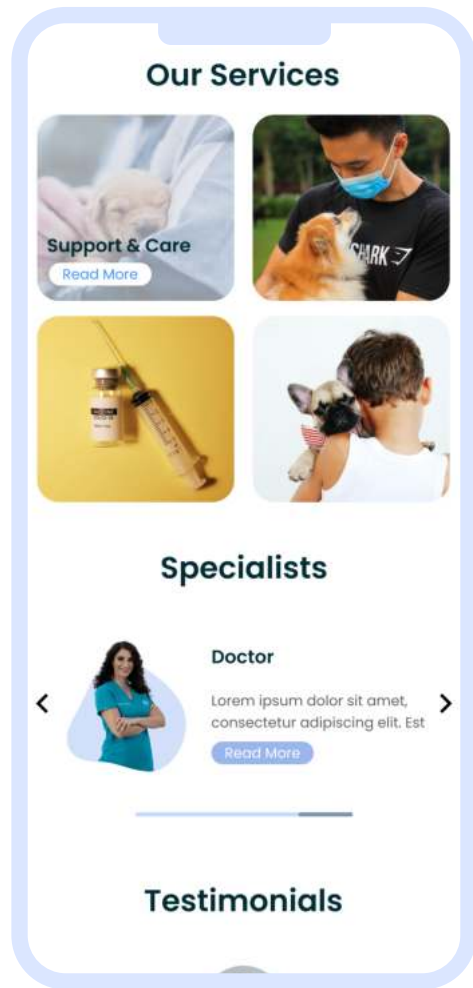 Our Services
Support & Care
Read More
SHARK
Specialists
Doctor
Lorem ipsum dolor sit amet,
consectetur adipiscing elit. Est
Read More
Testimonials